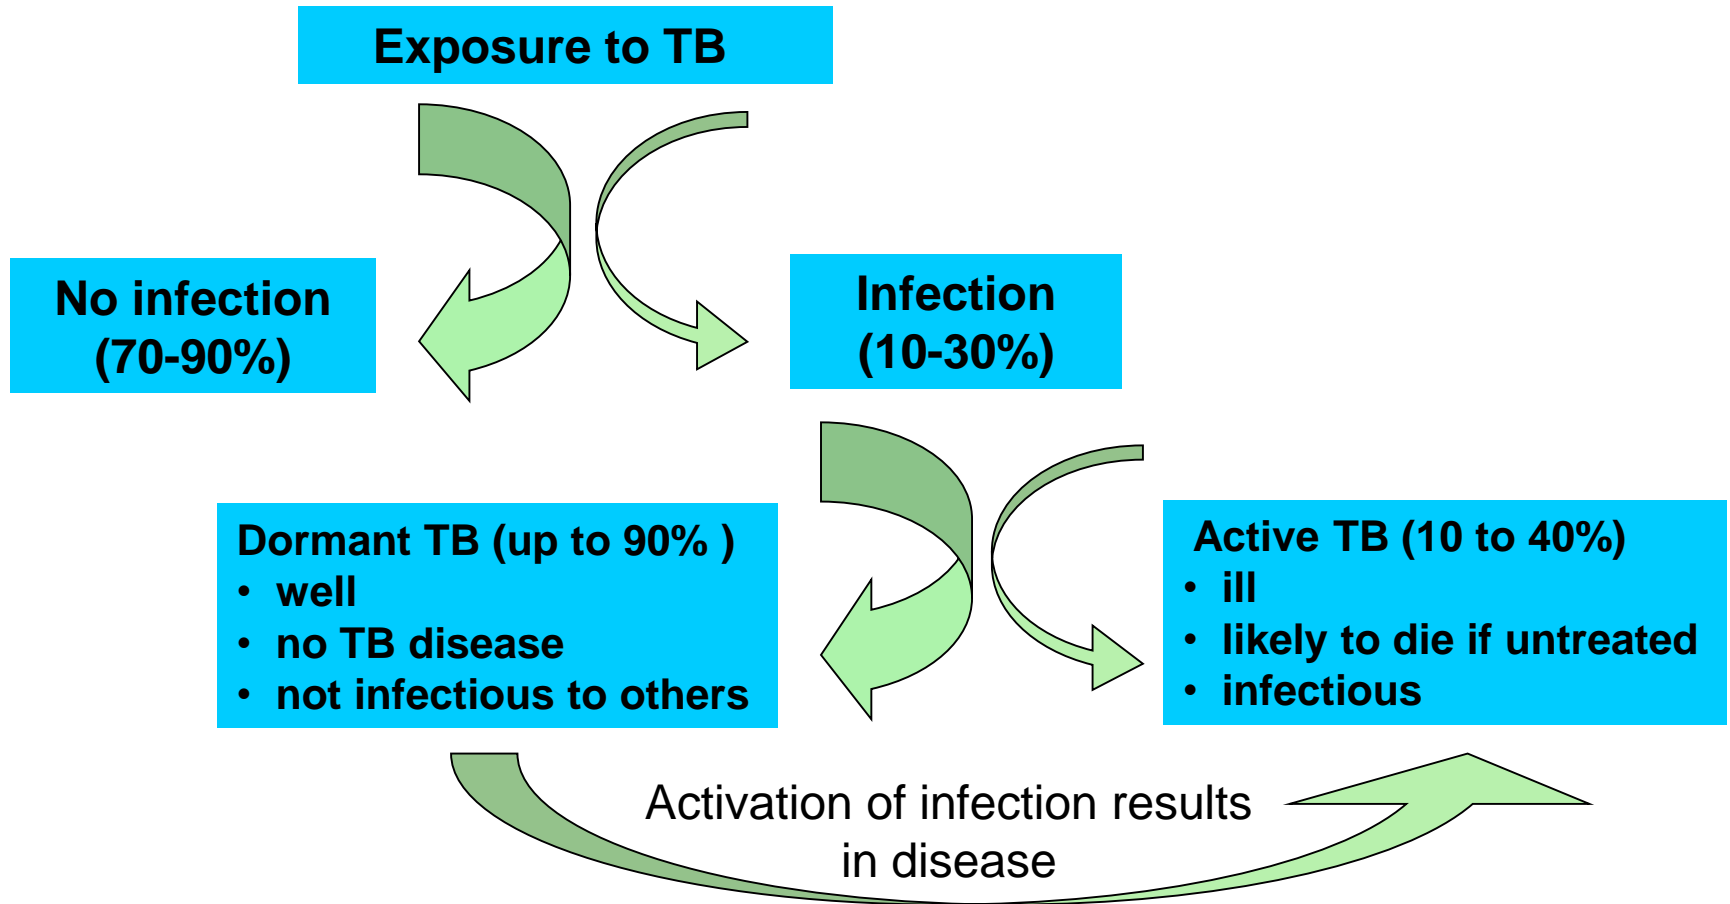 Exposure to TB
No infection
(70-90%)
Infection
(10-30%)
Dormant TB (up to 90% )
• well
• no TB disease
• not infectious to others
Active TB (10 to 40%)
• ill
• likely to die if untreated
• infectious
Activation of infection results
in disease